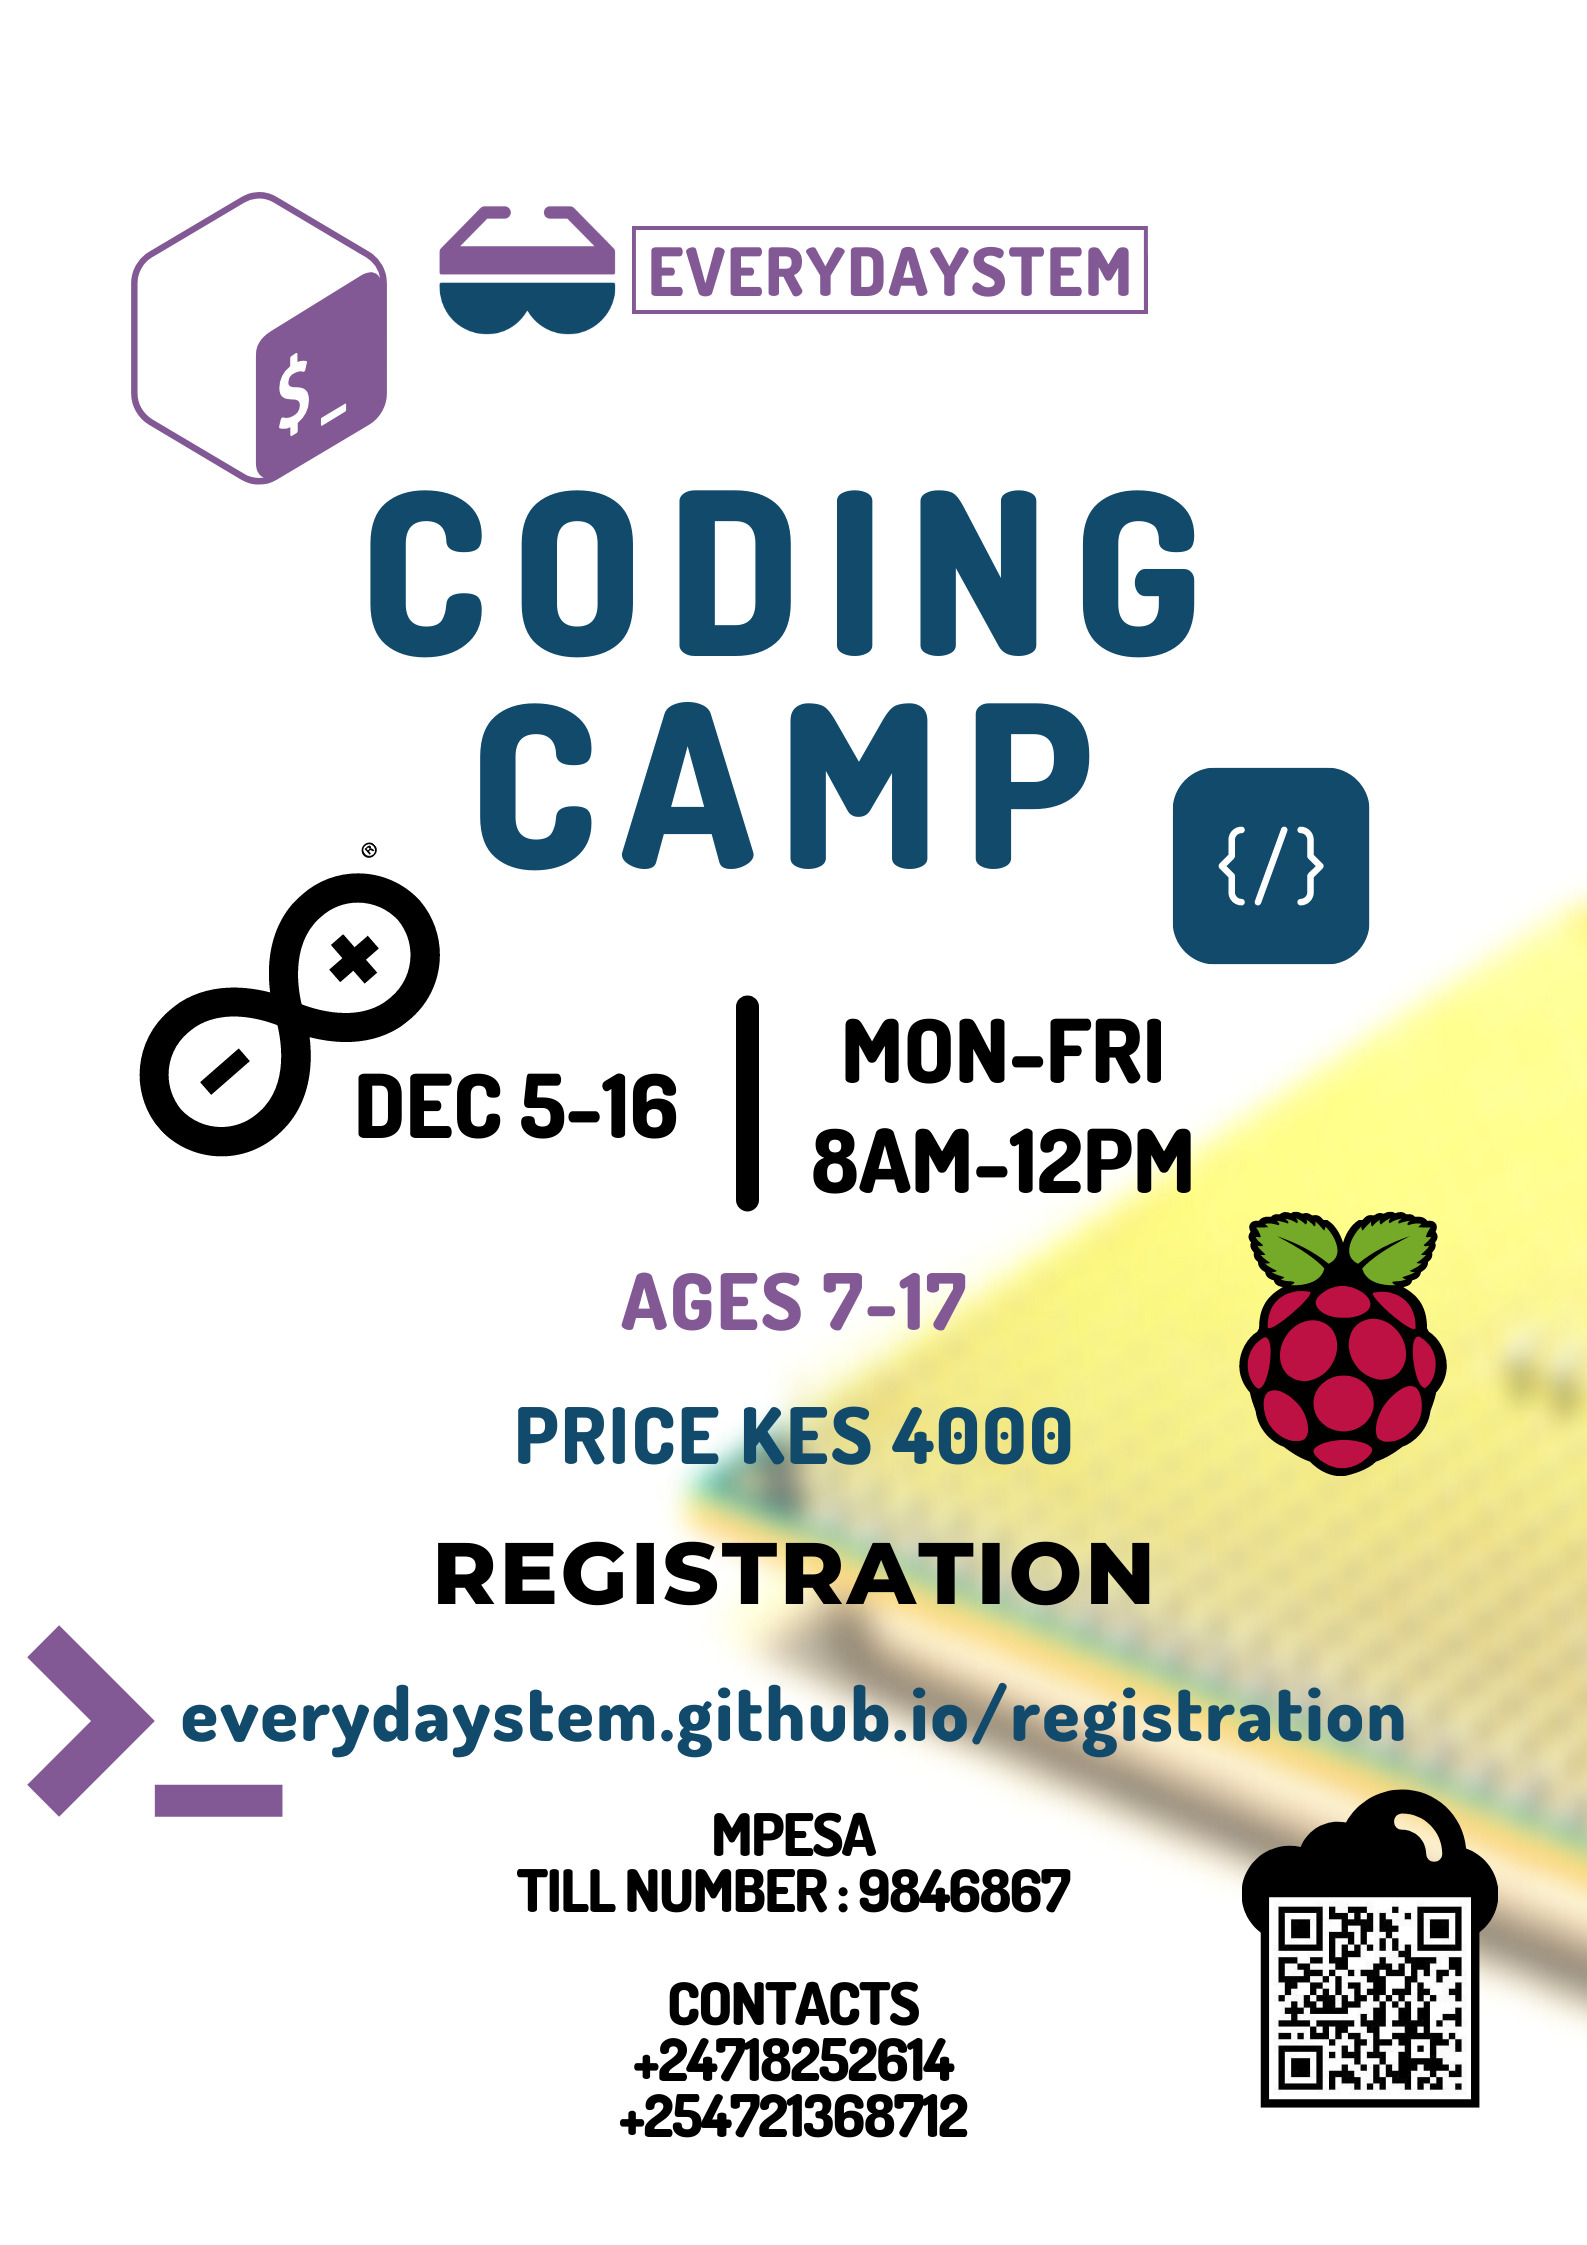 $_
EVERYDAYSTEM
CODING
CAMP
{/}
®
DEC 5-16
MON-FRI
8AM-12PM
AGES 7-17
PRICE KES 4000
REGISTRATION
everydaystem.github.io/registration
MPESA
TILL NUMBER : 9846867
CONTACTS
+24718252614
+254721368712